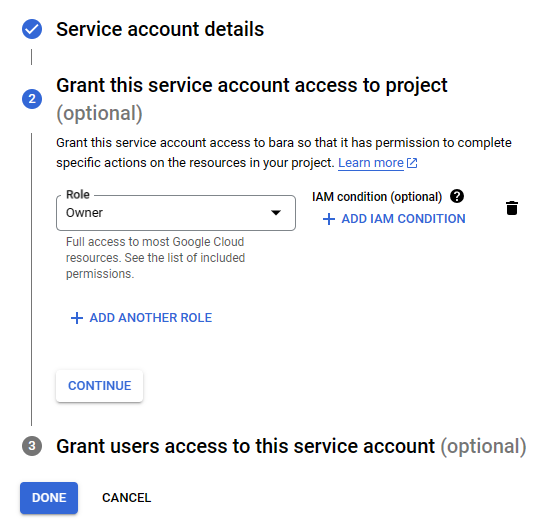 Service account details
2
Grant this service account access to project
(optional)
Grant this service account access to bara so that it has permission to complete
specific actions on the resources in your project. Learn more
Role
IAM condition (optional) ?
Owner
+ ADD IAM CONDITION
Full access to most Google Cloud
resources. See the list of included
permissions.
+ ADD ANOTHER ROLE
CONTINUE
3 Grant users access to this service account (optional)
DONE CANCEL